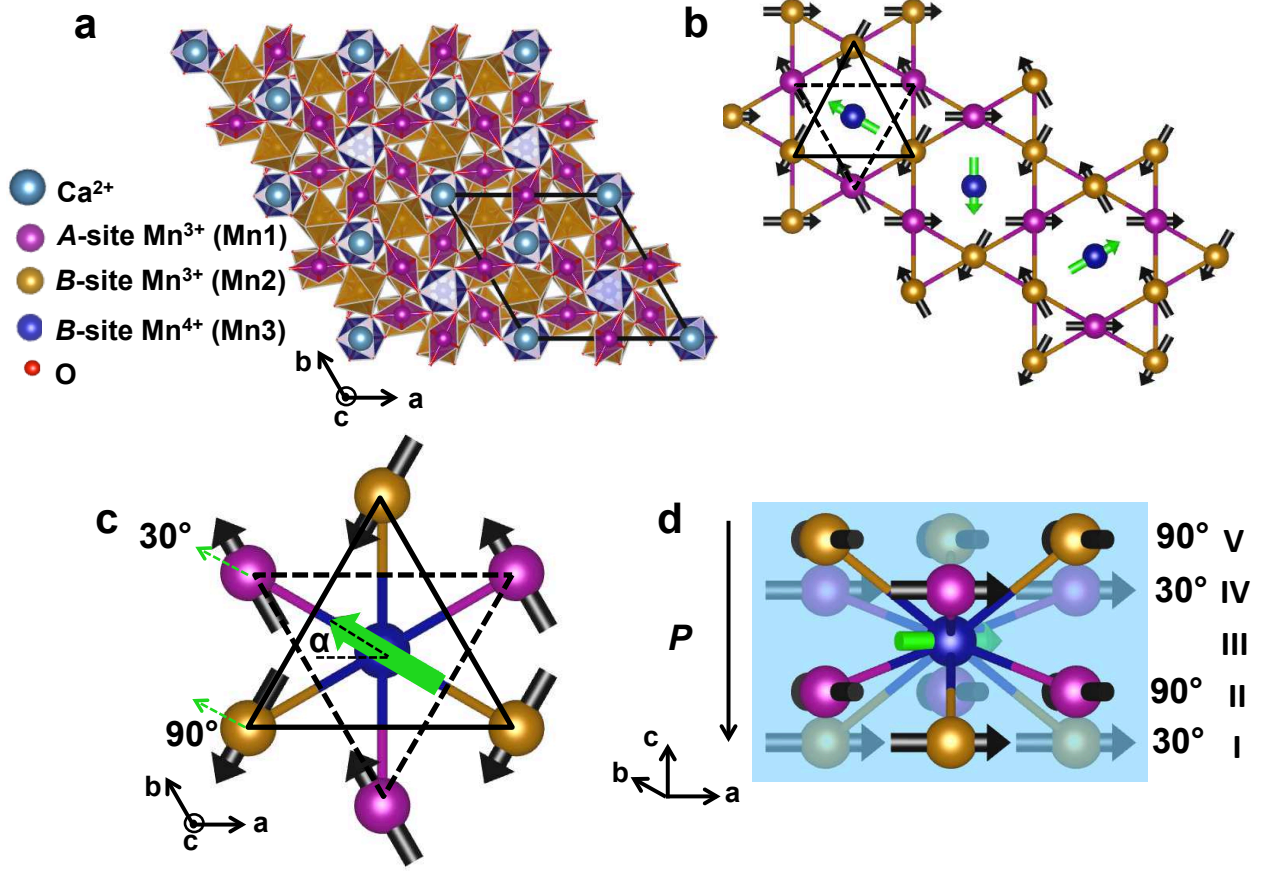 a
b
Ca²⁺
A-site Mn³⁺ (Mn1)
B-site Mn³⁺ (Mn2)
B-site Mn⁴⁺ (Mn3)
O
b
a
c
c
30°
α
90°
b
a
c
d
P
90° V
30° IV
III
90° II
30° I
c
b
a